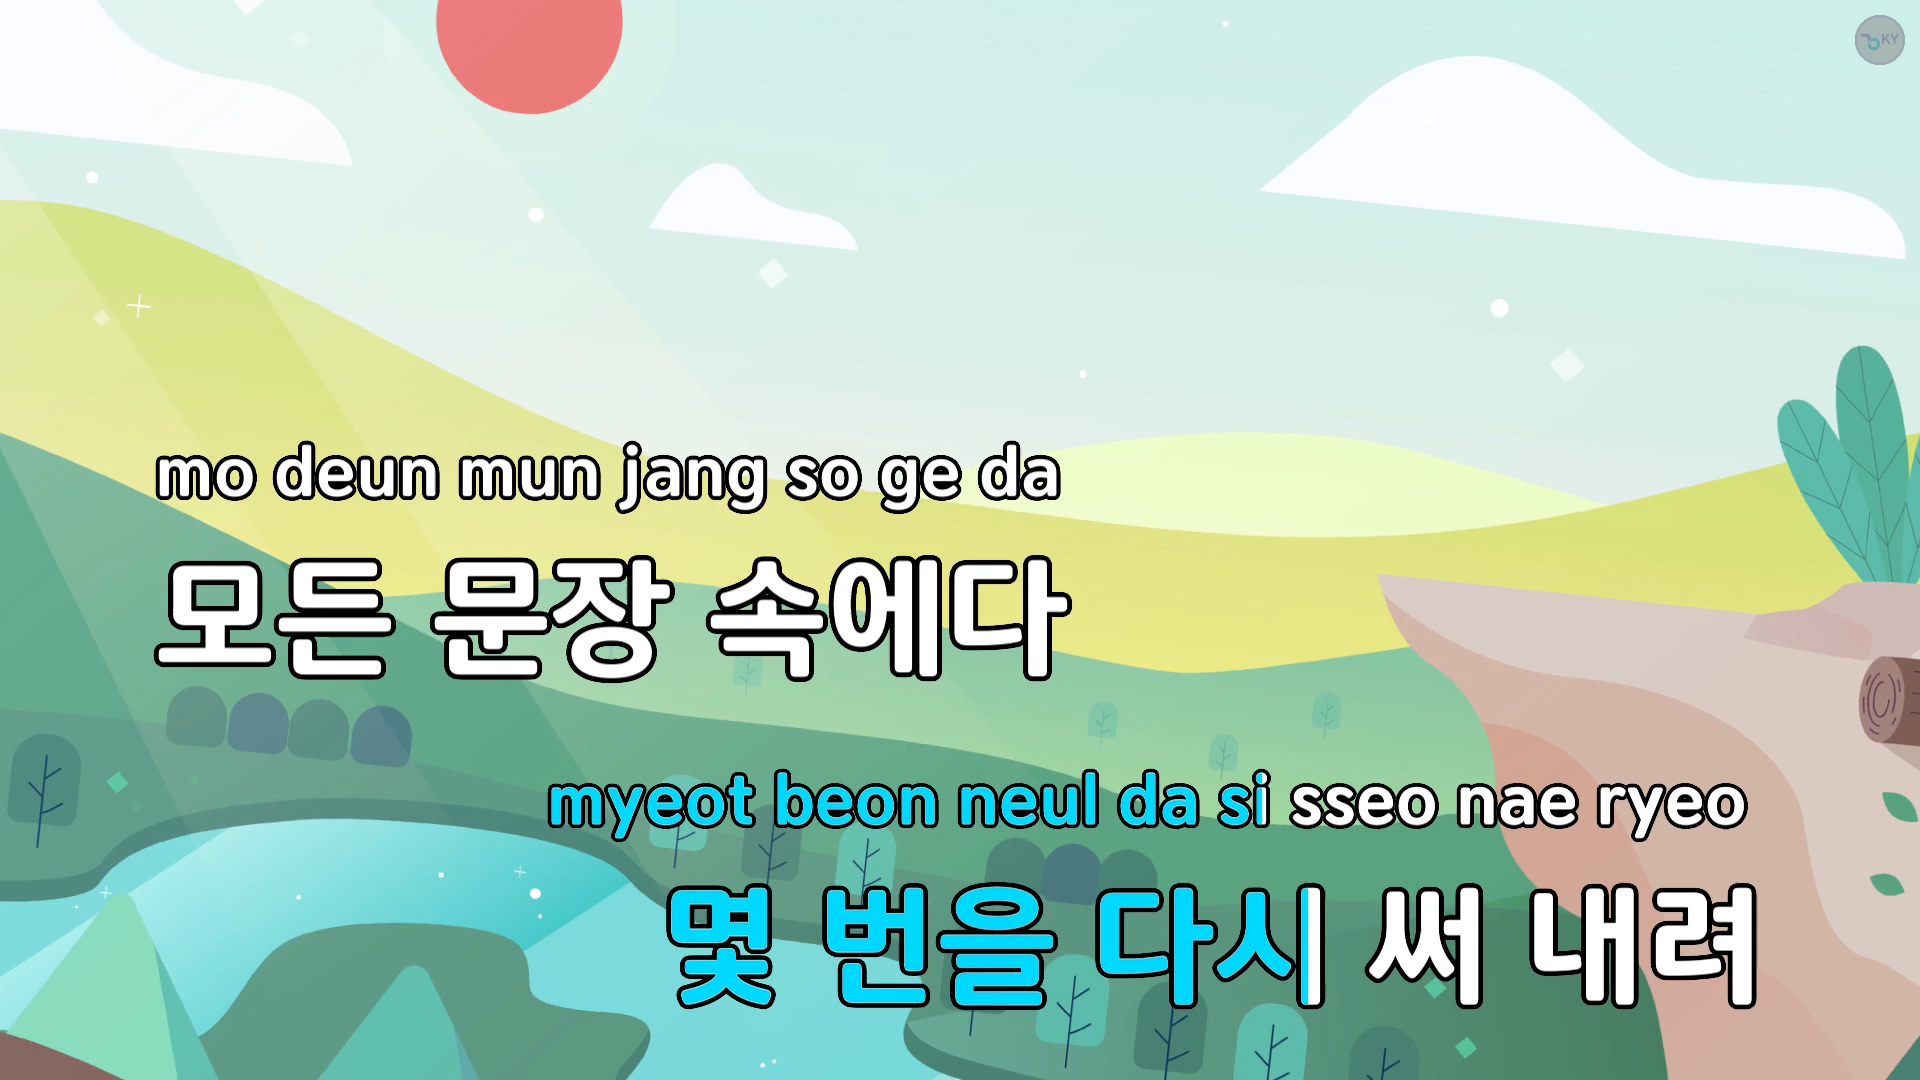 KY
mo deun mun jang so ge da
모든 문장 속에다
myeot beon neul da si sseo nae ryeo
몇 번을 다시 써 내려